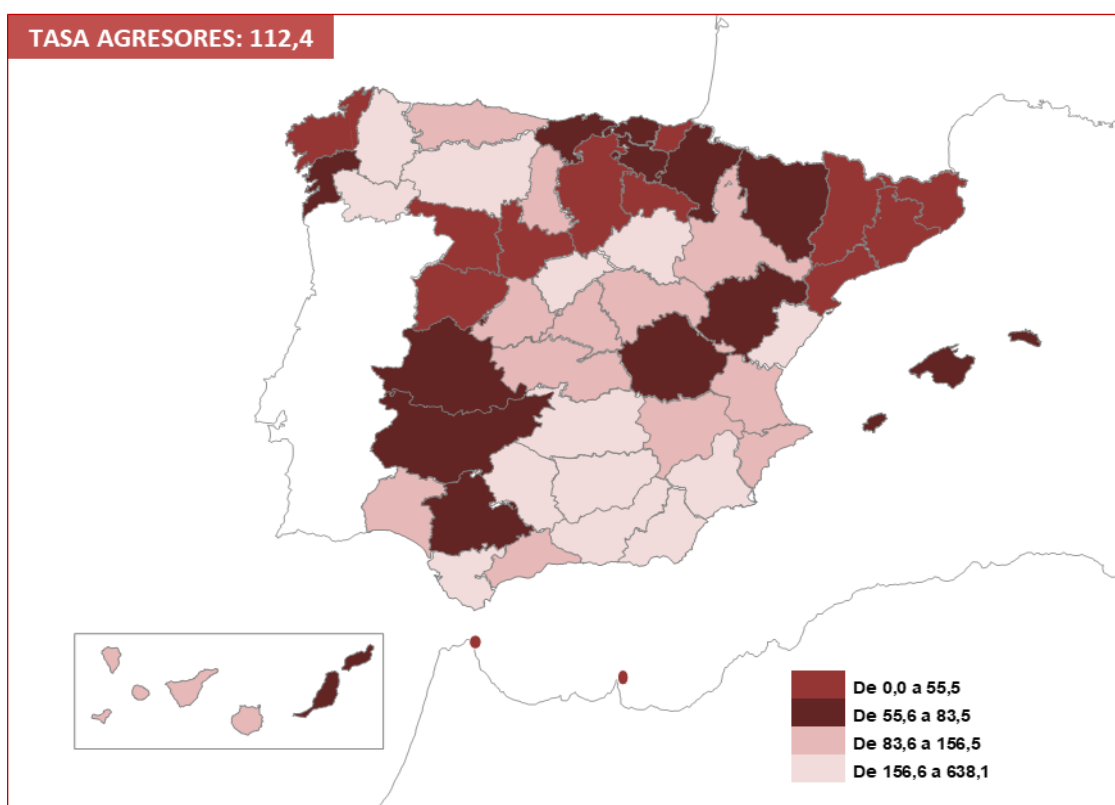 TASA AGRESORES: 112,4
De 0,0 a 55,5
De 55,6 a 83,5
De 83,6 a 156,5
De 156,6 a 638,1